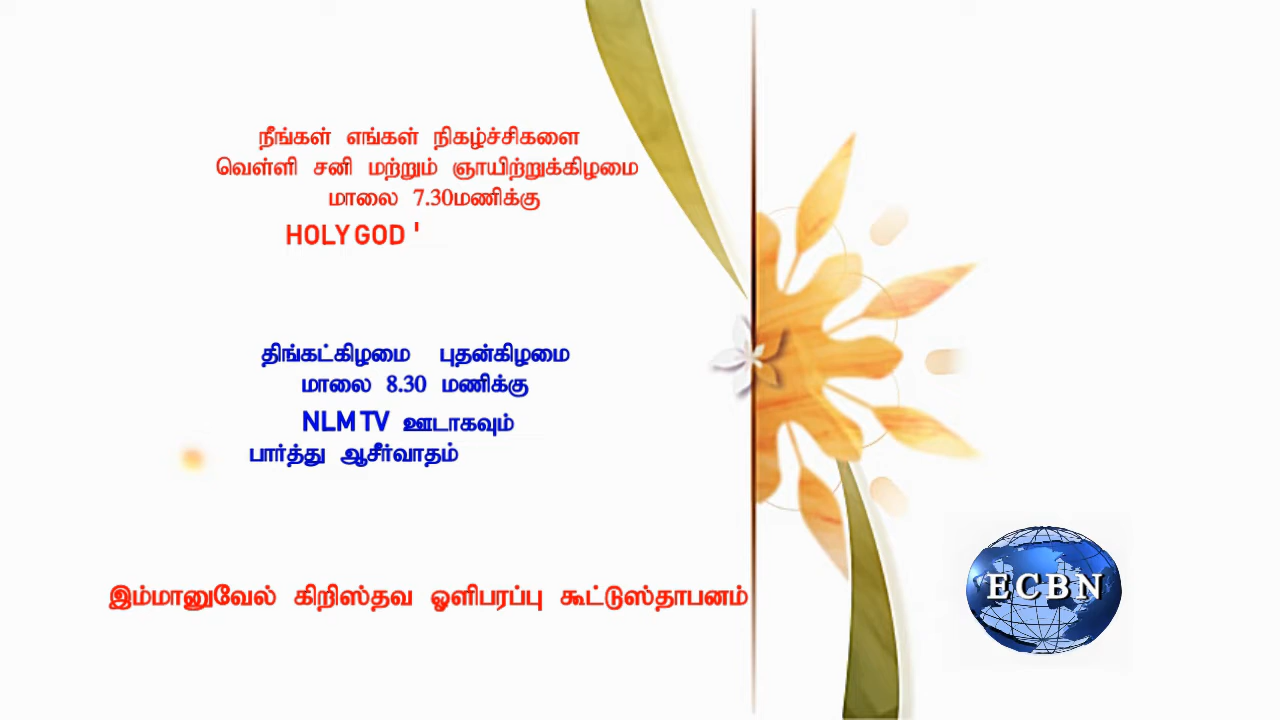 நீங்கள் எங்கள் நிகழ்ச்சிகளை
வெள்ளி சனி மற்றும் ஞாயிற்றுக்கிழமை
மாலை 7.30மணிக்கு
HOLY GOD '
திங்கட்கிழமை புதன்கிழமை
மாலை 8.30 மணிக்கு
NLM TV ஊடாகவும்
பார்த்து ஆசீர்வாதம்
இம்மானுவேல் கிறிஸ்தவ ஓளிபரப்பு கூட்டுஸ்தாபனம்
ECBN